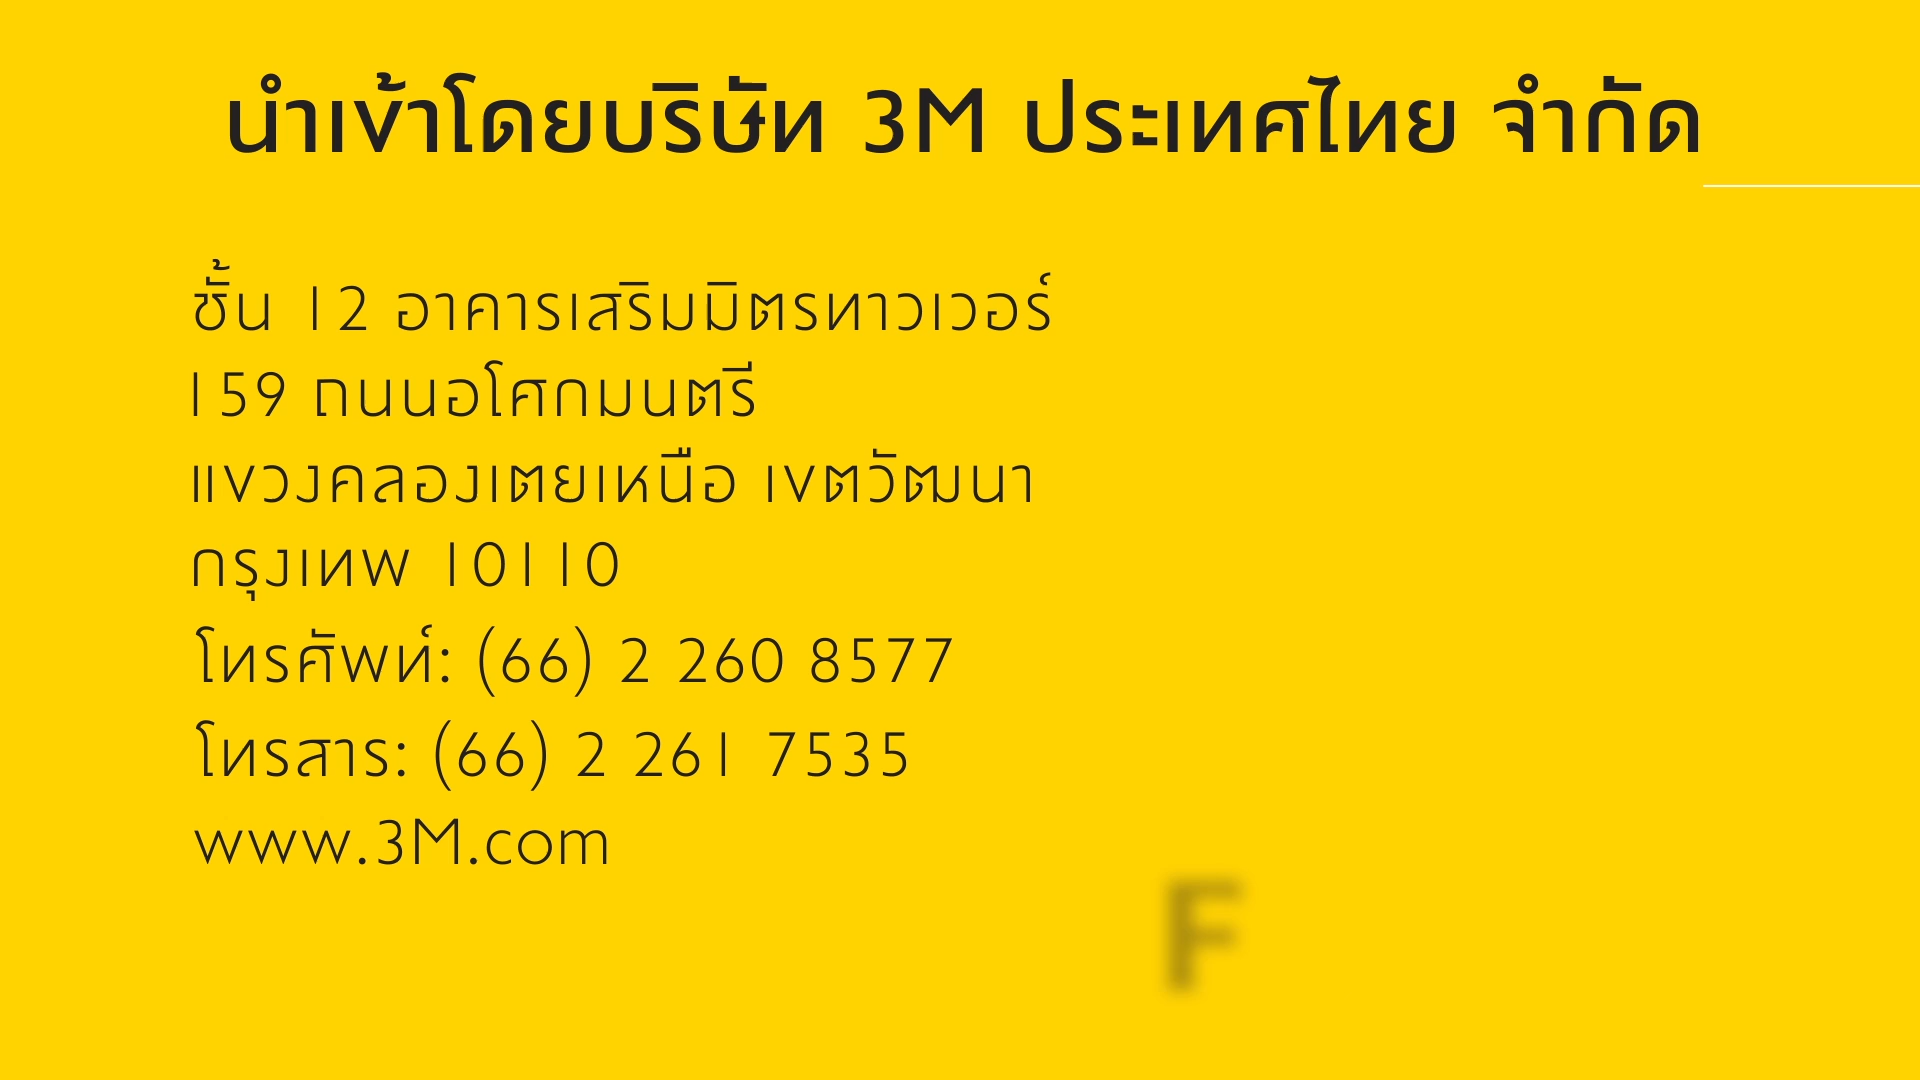 นำเข้าโดยบริษัท 3M ประเทศไทย จำกัด
ชั้น 12 อาคารเสริมมิตรทาวเวอร์
159 ถนนอโศกมนตรี
แขวงคลองเตยเหนือ เขตวัฒนา
กรุงเทพ 10110
โทรศัพท์: (66) 2 260 8577
โทรสาร: (66) 2 261 7535
www.3M.com
F